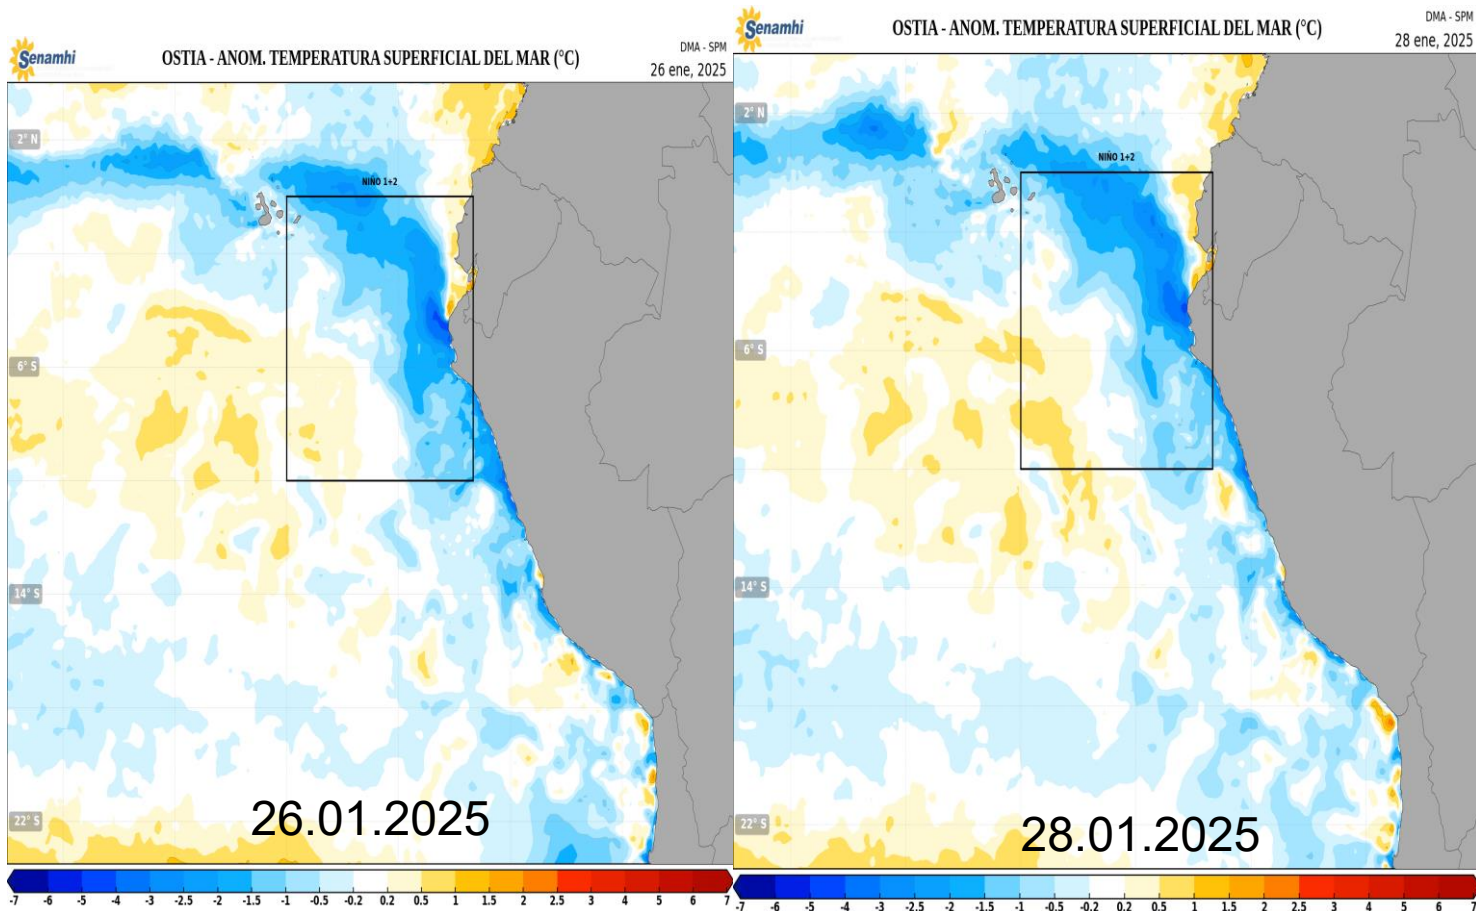 Senamhi
OSTIA - ANOM. TEMPERATURA SUPERFICIAL DEL MAR (°C)
DMA - SPM
26 ene, 2025
2° N
NIÑO 1+2
6° S
14° S
22° S
26.01.2025
-7 -6 -5 -4 -3 -2.5 -2 -1.5 -1 -0.5 -0.2 0.2 0.5 1 1.5 2 2.5 3 4 5 6 7
Senamhi
OSTIA - ANOM. TEMPERATURA SUPERFICIAL DEL MAR (°C)
DMA - SPM
28 ene, 2025
2° N
NIÑO 1+2
6° S
14° S
22° S
28.01.2025
-7 -6 -5 -4 -3 -2.5 -2 -1.5 -1 -0.5 -0.2 0.2 0.5 1 1.5 2 2.5 3 4 5 6 7